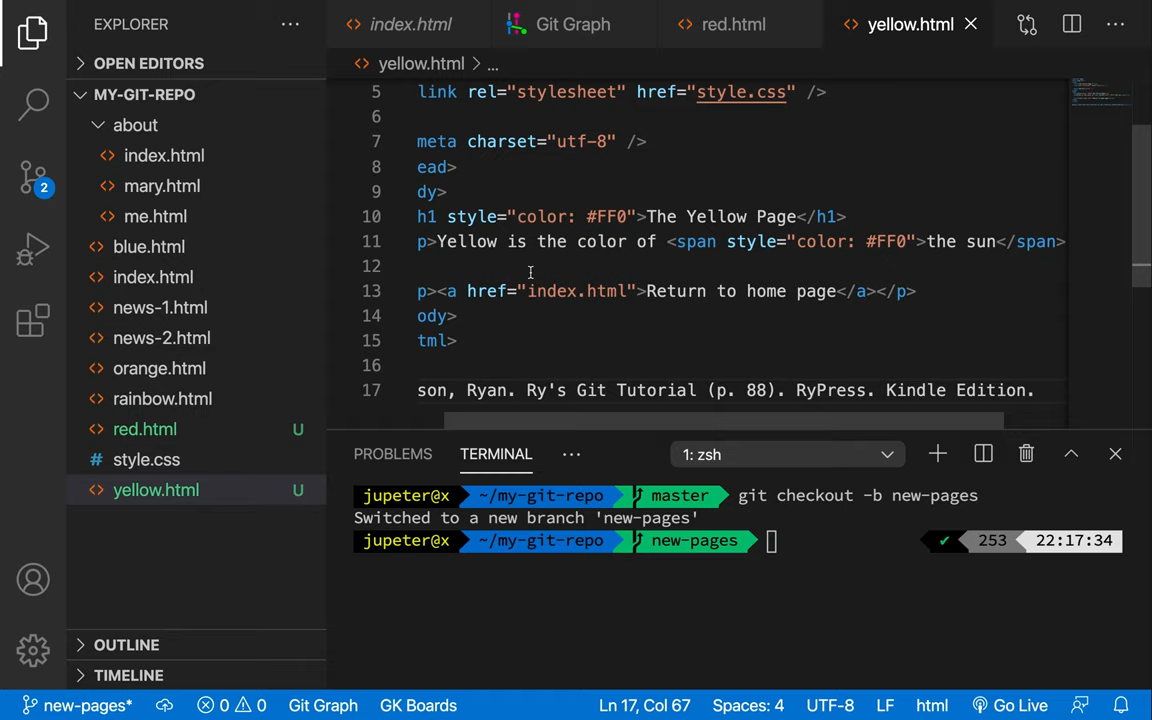 EXPLORER
OPEN EDITORS
MY-GIT-REPO
about
index.html
mary.html
me.html
blue.html
index.html
news-1.html
news-2.html
orange.html
rainbow.html
red.html U
style.css
yellow.html U
OUTLINE
TIMELINE
2
index.html Git Graph red.html yellow.html
yellow.html > ...
5 link rel="stylesheet" href="style.css" />
6
7 meta charset="utf-8" />
8 ead>
9 dy>
10 h1 style="color: #FF0">The Yellow Page</h1>
11 p>Yellow is the color of <span style="color: #FF0">the sun</span>
12
13 p><a href="index.html">Return to home page</a></p>
14 ody>
15 tml>
16
17 son, Ryan. Ry's Git Tutorial (p. 88). RyPress. Kindle Edition.
PROBLEMS TERMINAL ... 1: zsh
jupeter@x ~/my-git-repo master git checkout -b new-pages
Switched to a new branch 'new-pages'
jupeter@x ~/my-git-repo new-pages ✔ 253 22:17:34
new-pages* 0 0 Git Graph GK Boards Ln 17, Col 67 Spaces: 4 UTF-8 LF html Go Live